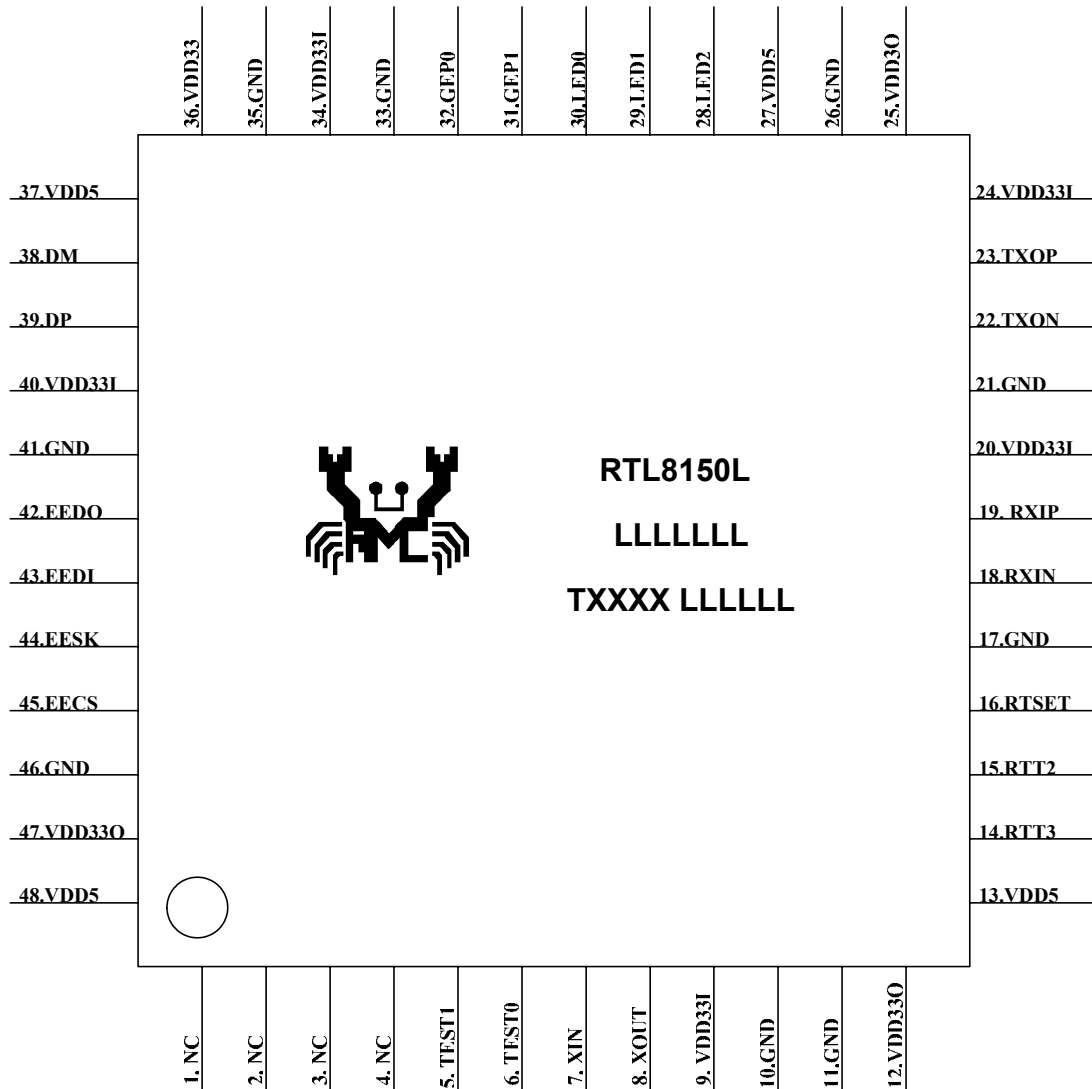 36.VDD33
35.GND
34.VDD33I
33.GND
32.GEP0
31.GEP1
30.LED0
29.LED1
28.LED2
27.VDD5
26.GND
25.VDD3O
37.VDD5
38.DM
39.DP
40.VDD33I
41.GND
42.EEDO
43.EEDI
44.EESK
45.EECS
46.GND
47.VDD33O
48.VDD5
RMC
RTL8150L
LLLLLLL
TXXXX LLLLLL
24.VDD33I
23.TXOP
22.TXON
21.GND
20.VDD33I
19. RXIP
18.RXIN
17.GND
16.RTSET
15.RTT2
14.RTT3
13.VDD5
1. NC
2. NC
3. NC
4. NC
5. TEST1
6. TEST0
7. XIN
8. XOUT
9. VDD33I
10.GND
11.GND
12.VDD33O